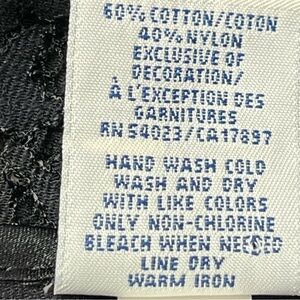 60% COTTON/COTON
40% NYLON
EXCLUSIVE OF
DECORATION/
À L'EXCEPTION DES
GARNITURES
RN 54023/CA17897
HAND WASH COLD
WASH AND DRY
WITH LIKE COLORS
ONLY NON-CHLORINE
BLEACH WHEN NEEDED
LINE DRY
WARM IRON